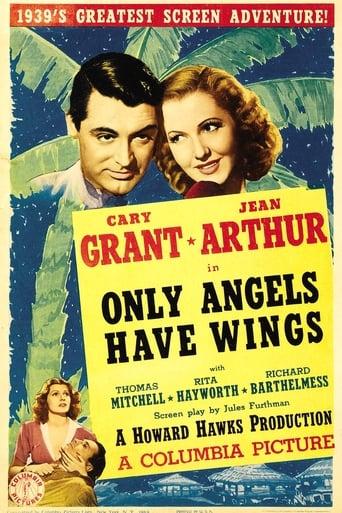 1939'S GREATEST SCREEN ADVENTURE!
CARY JEAN
GRANT ★ ARTHUR
in
ONLY ANGELS
HAVE WINGS
with
THOMAS RITA RICHARD
MITCHELL ★ HAYWORTH ★ BARTHELMESS
Screen play by Jules Furthman
A HOWARD HAWKS PRODUCTION
A COLUMBIA PICTURE
COLUMBIA